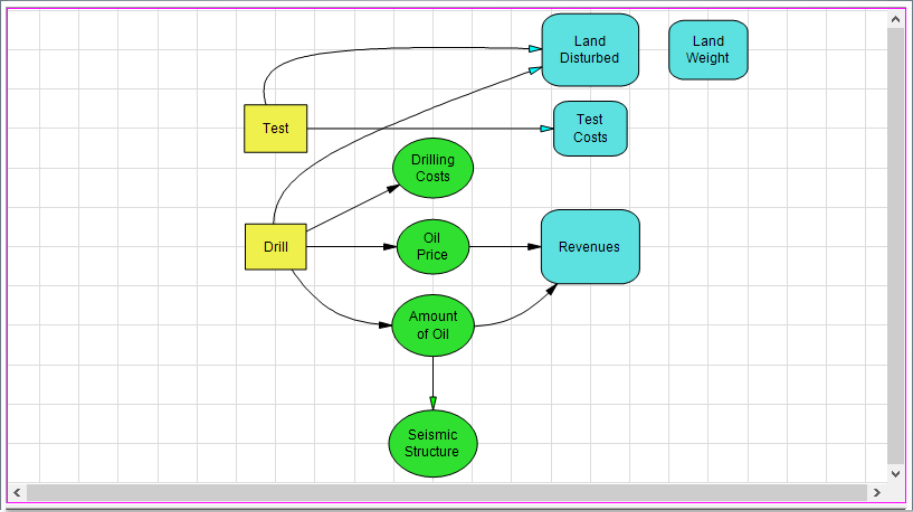 Land
Disturbed
Land
Weight
Test
Test
Costs
Drilling
Costs
Drill
Oil
Price
Revenues
Amount
of Oil
Seismic
Structure